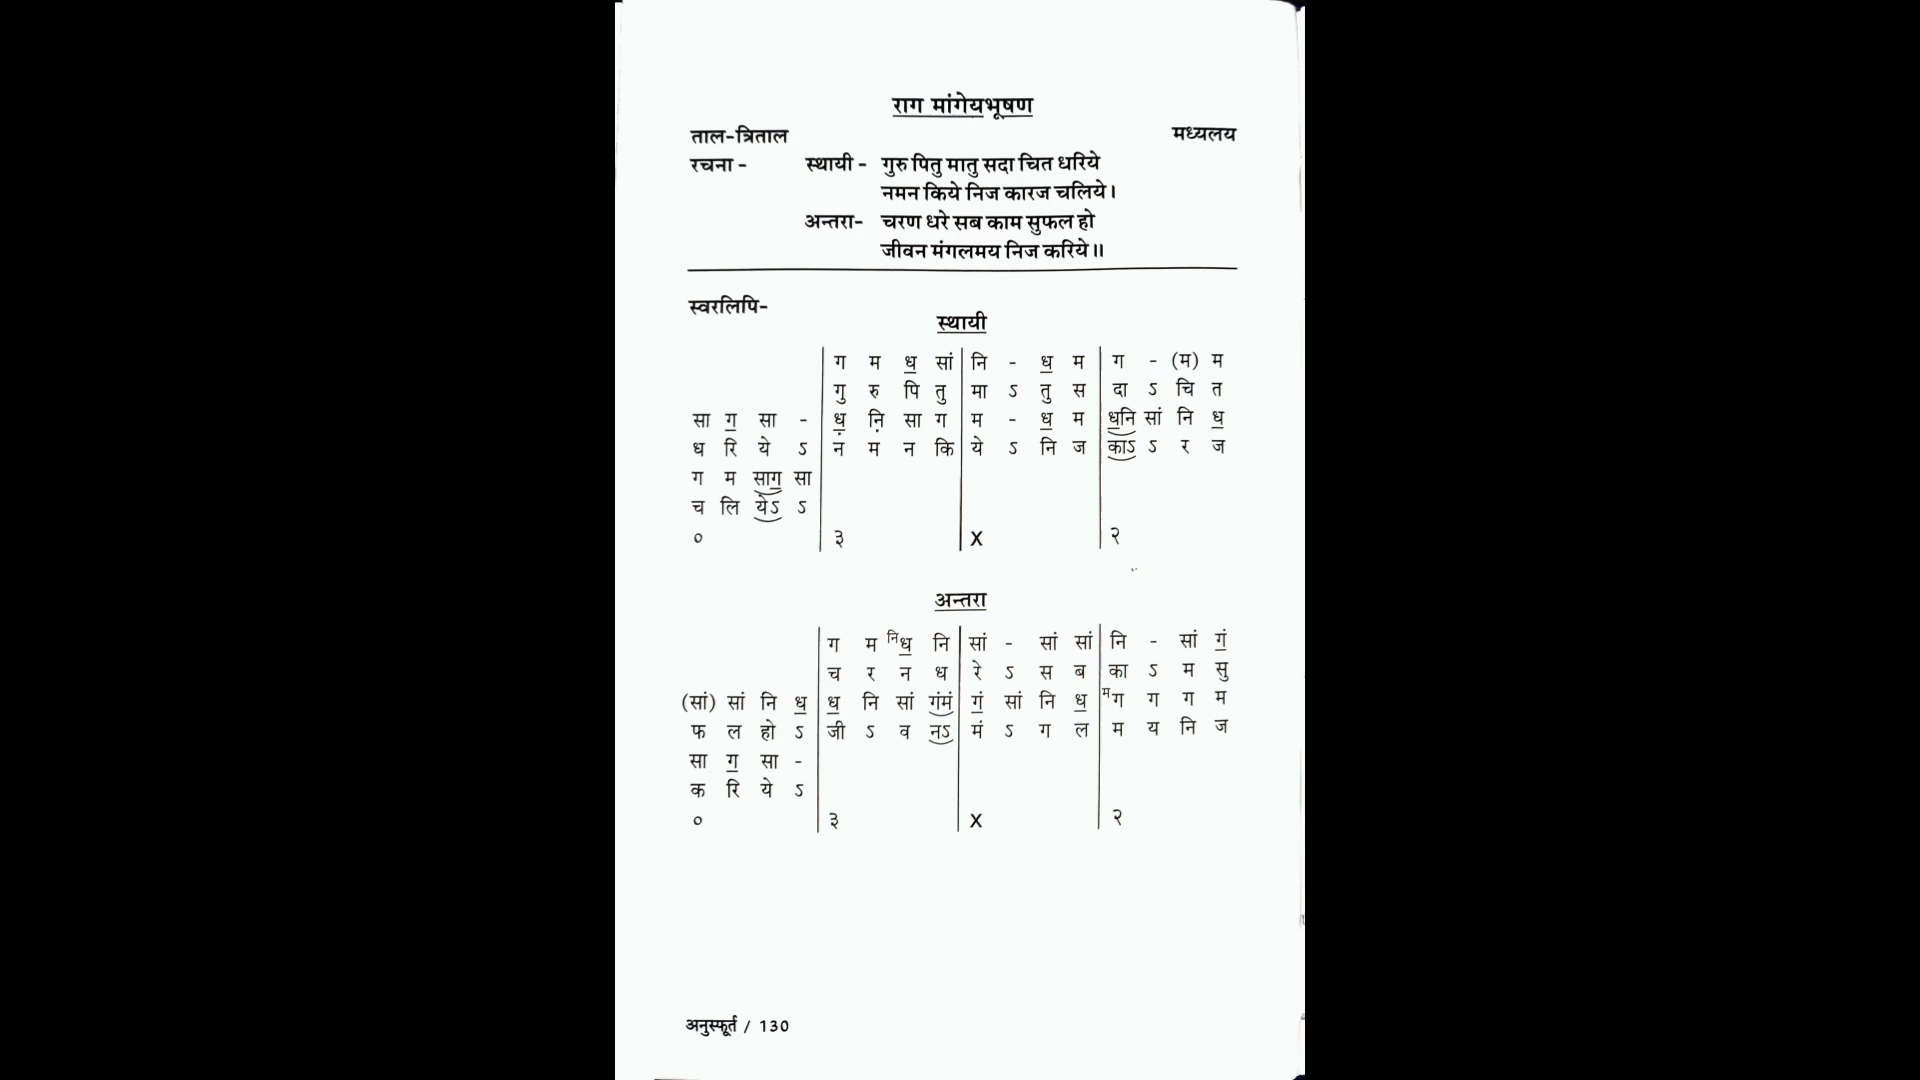 राग मांगेयभूषण
ताल-त्रिताल मध्यलय
रचना - स्थायी - गुरु पितु मातु सदा चित धरिये
नमन किये निज कारज चलिये।
अन्तरा- चरण धरे सब काम सुफल हो
जीवन मंगलमय निज करिये॥
स्वरलिपि-
स्थायी
ग म ध॒ सां | नि - ध॒ म | ग - (म) म
गु रु पि तु मा ऽ तु स दा ऽ चि त
सा ग॒ सा - | ध़॒ ऩि सा ग | म - ध॒ म | ध॒नि सां नि ध॒
ध रि ये ऽ न म न कि ये ऽ नि ज काऽ ऽ र ज
ग म साग॒ सा
च लि येऽ ऽ
० ३ X २
अन्तरा
ग म निध॒ नि | सां - सां सां | नि - सां गं॒
च र न ध रे ऽ स ब का ऽ म सु
(सां) सां नि ध॒ | ध॒ नि सां गं॒मं | गं॒ सां नि ध॒ | मग ग ग म
फ ल हो ऽ जी ऽ व नऽ मं ऽ ग ल म य नि ज
सा ग॒ सा -
क रि ये ऽ
० ३ X २
अनुस्फूर्त / 130